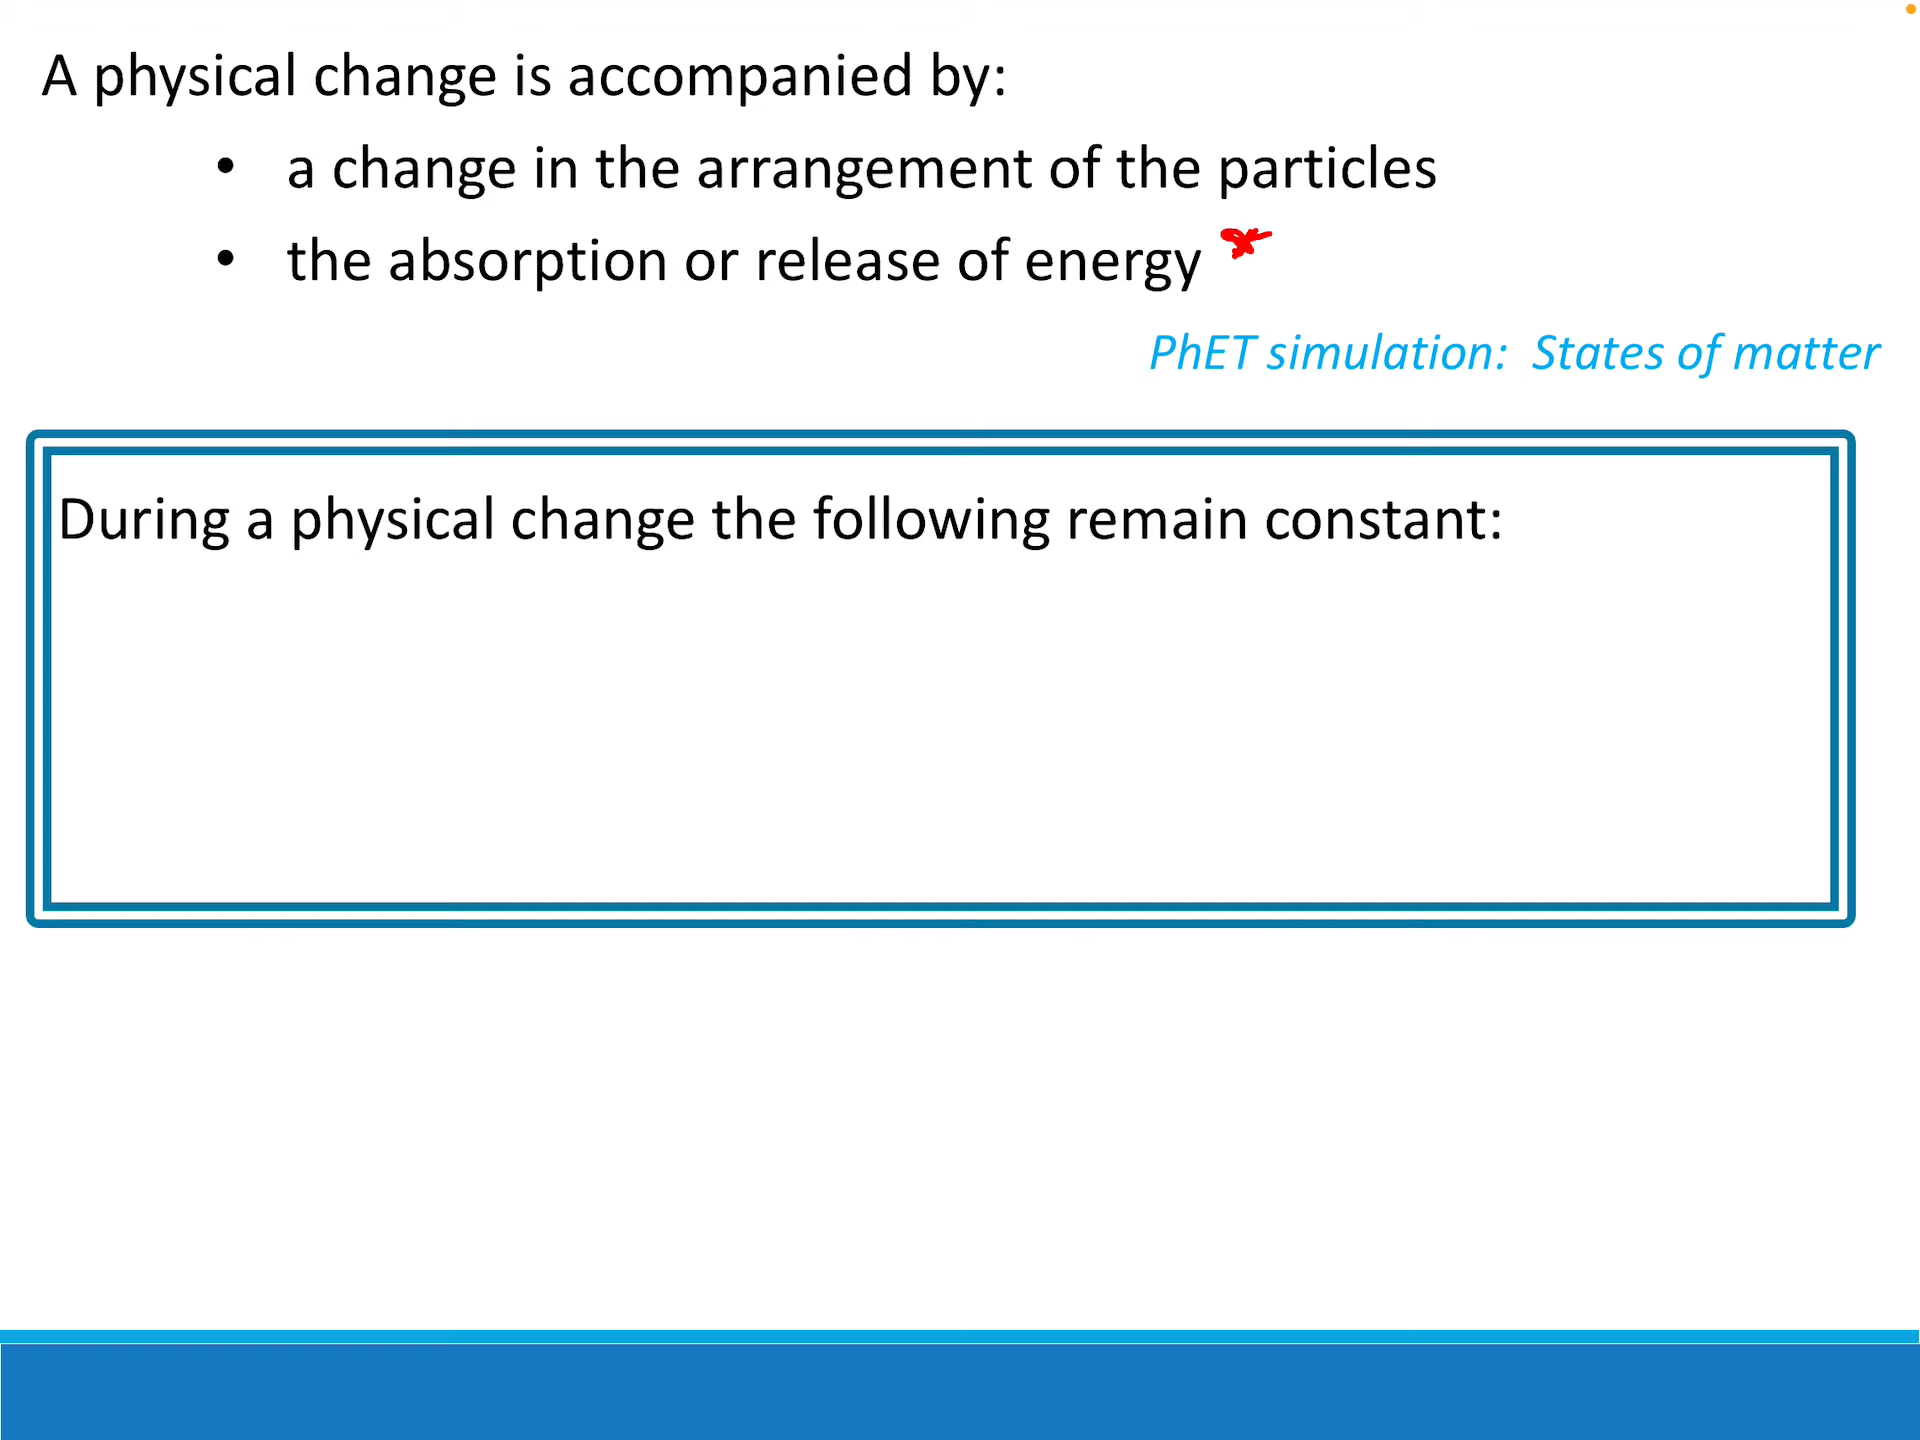 A physical change is accompanied by:
• a change in the arrangement of the particles
• the absorption or release of energy
PhET simulation: States of matter
During a physical change the following remain constant: